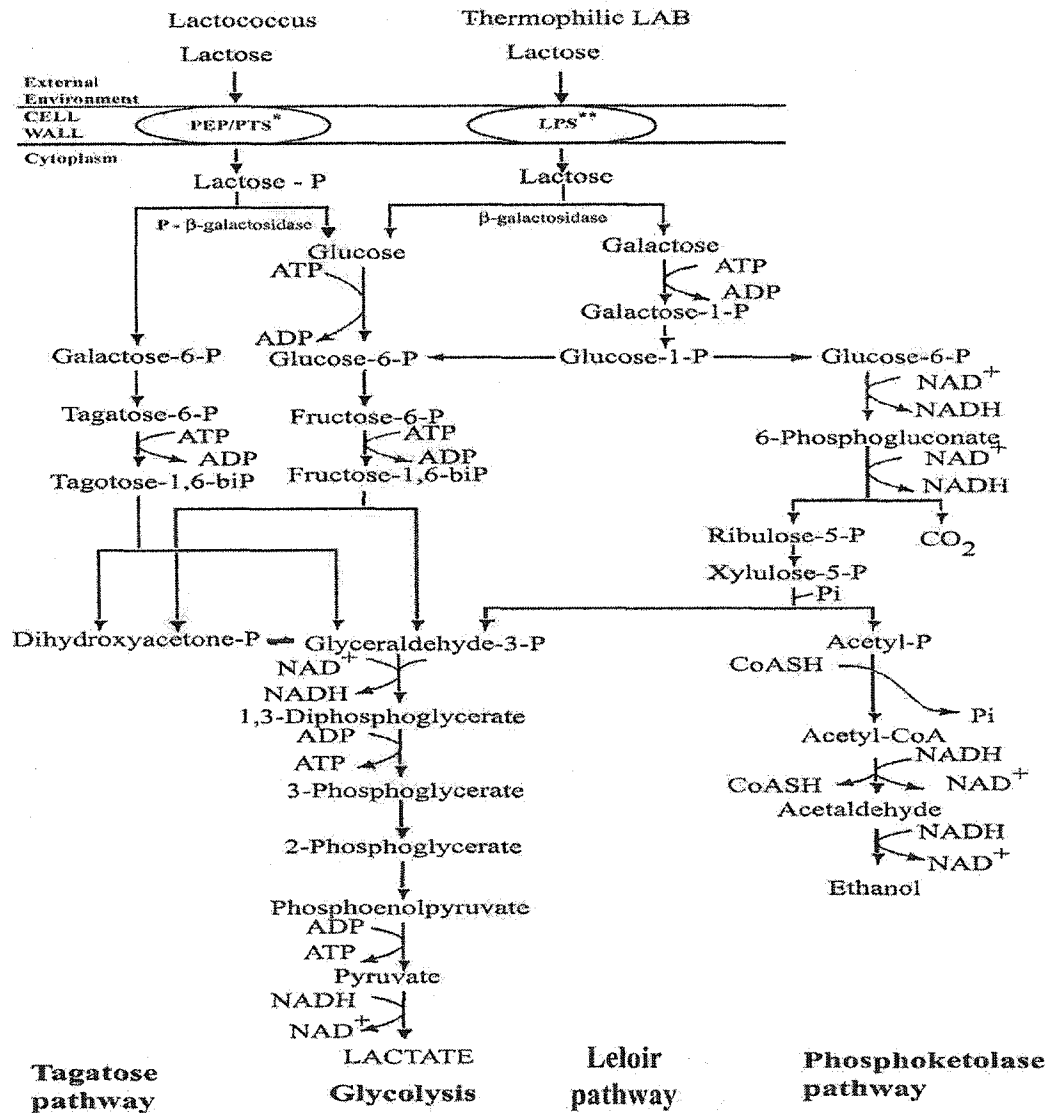 Lactococcus
Thermophilic LAB
Lactose
Lactose
External
Environment
CELL
WALL
PEP/PTS*
LPS**
Cytoplasm
Lactose - P
Lactose
P - β-galactosidase
β-galactosidase
Glucose
Galactose
ATP
ATP
ADP
Galactose-1-P
ADP
Galactose-6-P
Glucose-6-P
Glucose-1-P
Glucose-6-P
NAD+
NADH
Tagatose-6-P
Fructose-6-P
ATP
ATP
6-Phosphogluconate
ADP
ADP
NAD+
Tagotose-1,6-biP
Fructose-1,6-biP
NADH
Ribulose-5-P
CO2
Xylulose-5-P
Pi
Dihydroxyacetone-P
Glyceraldehyde-3-P
Acetyl-P
NAD+
CoASH
NADH
1,3-Diphosphoglycerate
Pi
ADP
Acetyl-CoA
ATP
NADH
CoASH
NAD+
3-Phosphoglycerate
Acetaldehyde
NADH
2-Phosphoglycerate
NAD+
Ethanol
Phosphoenolpyruvate
ADP
ATP
Pyruvate
NADH
NAD+
LACTATE
Tagatose
pathway
Glycolysis
Leloir
pathway
Phosphoketolase
pathway